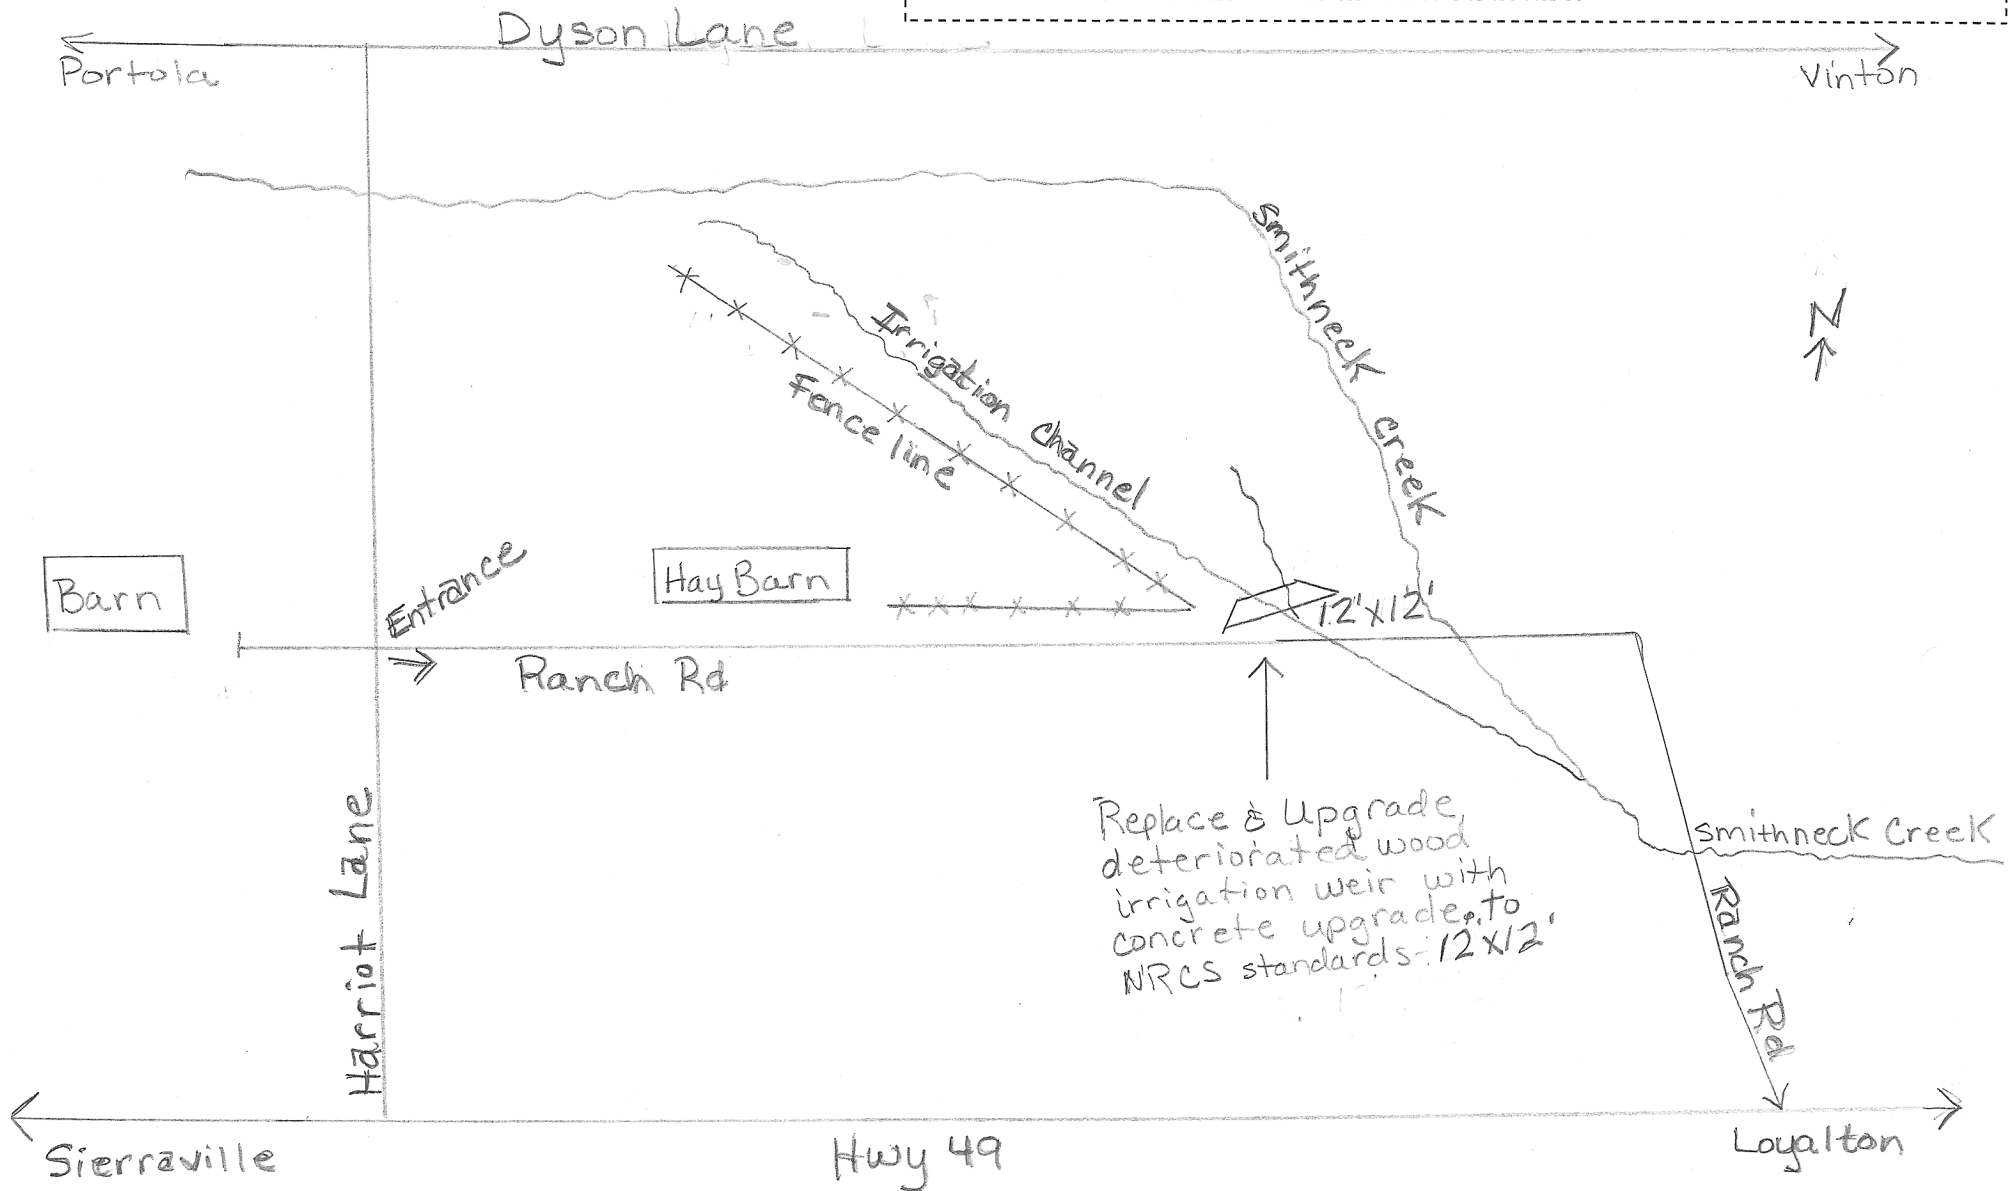 Dyson Lane
Portola
Vinton
Smithneck Creek
N
Irrigation Channel
Fence line
Barn
Entrance
Hay Barn
12'x12'
Ranch Rd
Replace & Upgrade
deteriorated wood
irrigation weir with
concrete upgrade, to
NRCS standards - 12'x12'
Smithneck Creek
Harriot Lane
Ranch Rd
Sierraville
Hwy 49
Loyalton